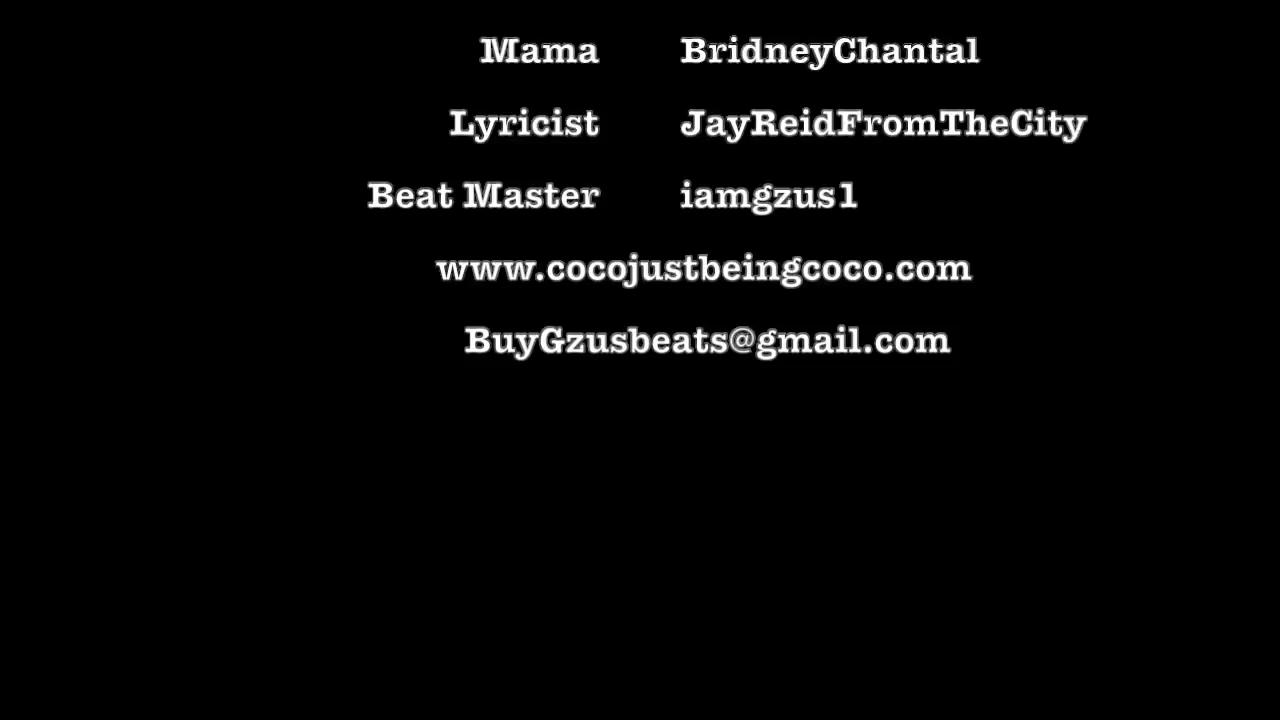 Mama BridneyChantal
Lyricist JayReidFromTheCity
Beat Master iamgzus1
www.cocojustbeingcoco.com
BuyGzusbeats@gmail.com